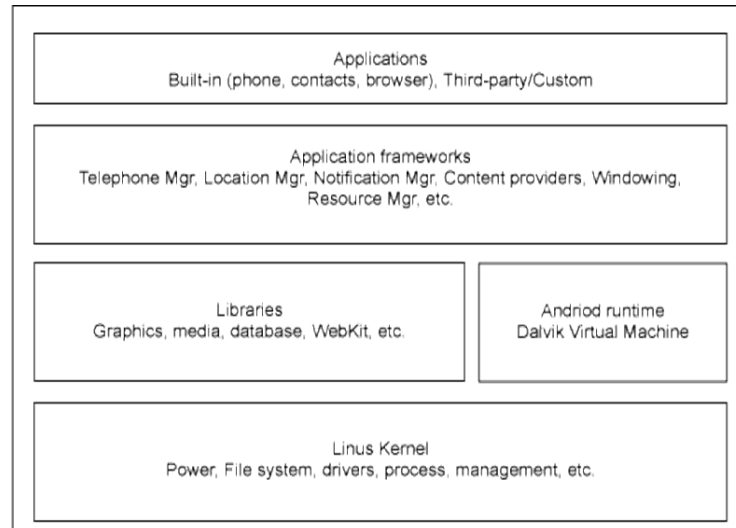 Applications
Built-in (phone, contacts, browser), Third-party/Custom
Application frameworks
Telephone Mgr, Location Mgr, Notification Mgr, Content providers, Windowing,
Resource Mgr, etc.
Libraries
Graphics, media, database, WebKit, etc.
Andriod runtime
Dalvik Virtual Machine
Linus Kernel
Power, File system, drivers, process, management, etc.